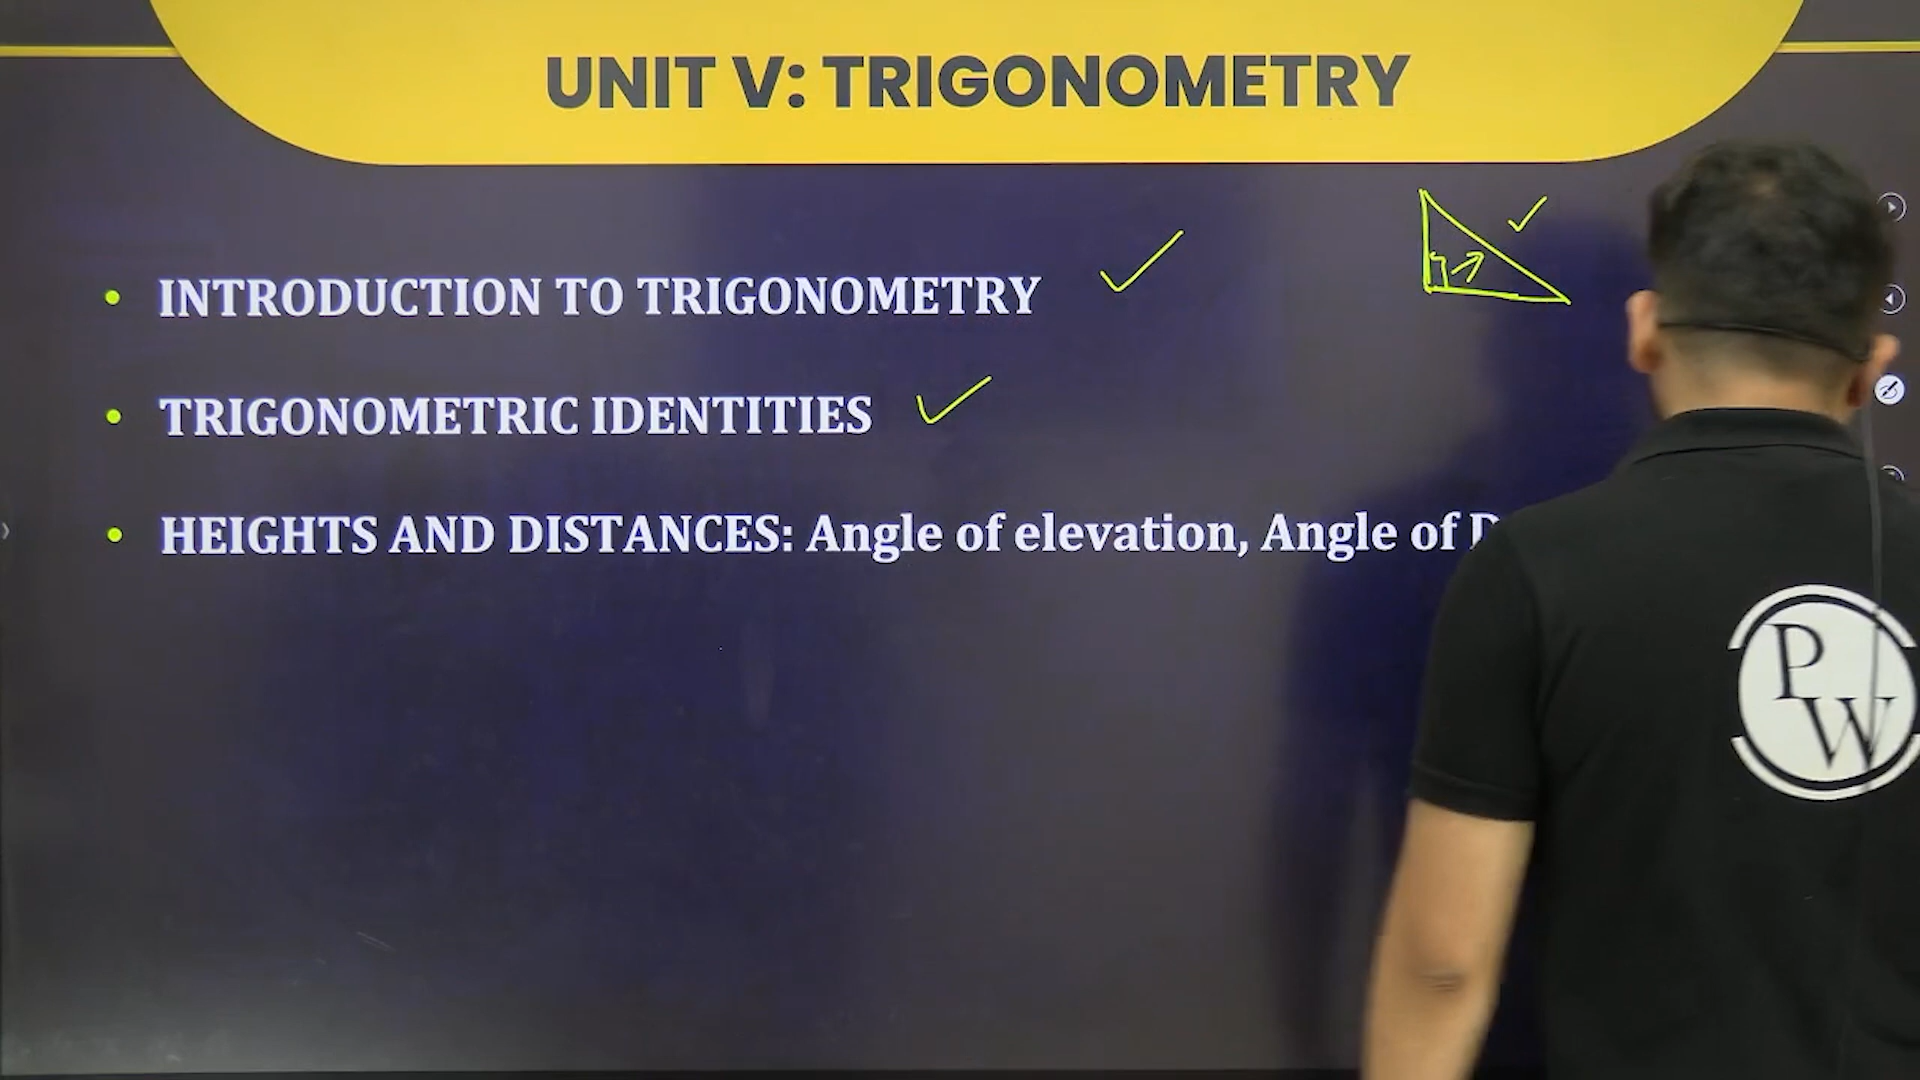 UNIT V: TRIGONOMETRY
• INTRODUCTION TO TRIGONOMETRY
• TRIGONOMETRIC IDENTITIES
• HEIGHTS AND DISTANCES: Angle of elevation, Angle of
PW